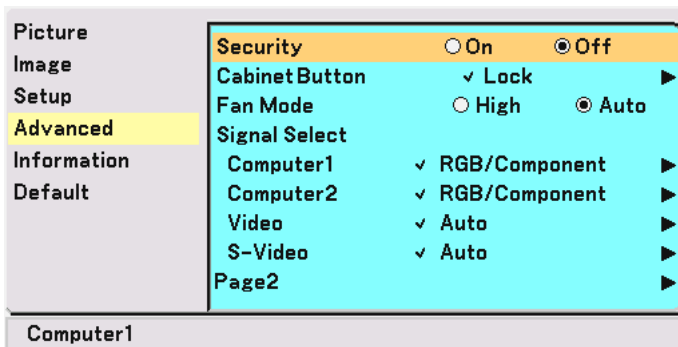 Picture
Image
Setup
Advanced
Information
Default
Security On Off
Cabinet Button Lock
Fan Mode High Auto
Signal Select
Computer1 RGB/Component
Computer2 RGB/Component
Video Auto
S-Video Auto
Page2
Computer1